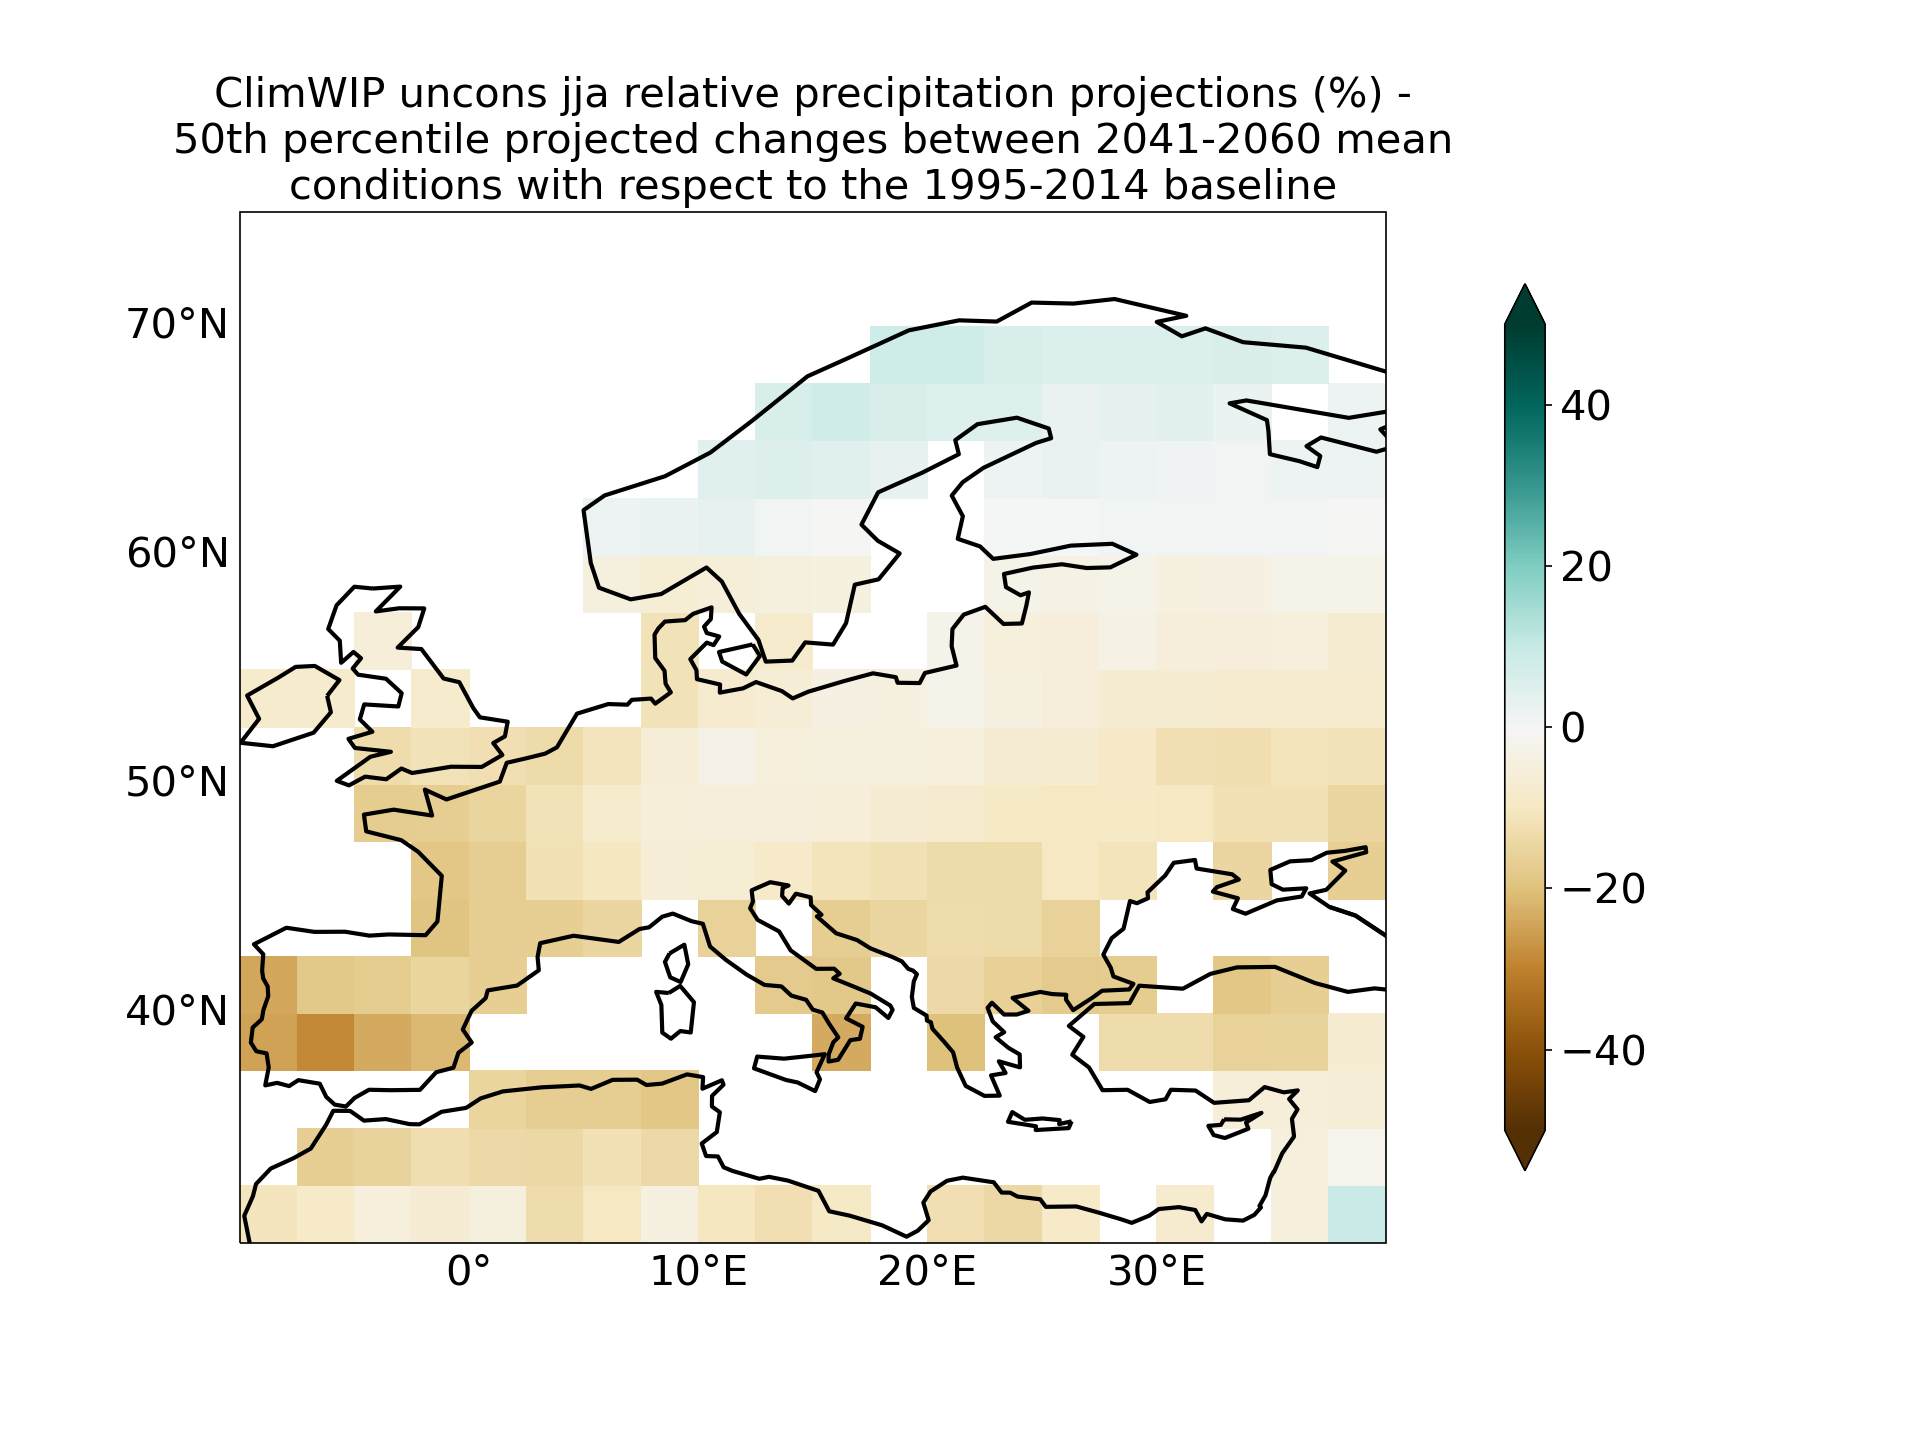 ClimWIP uncons jja relative precipitation projections (%) -
50th percentile projected changes between 2041-2060 mean
conditions with respect to the 1995-2014 baseline
70°N
60°N
50°N
40°N
0°
10°E
20°E
30°E
40
20
0
−20
−40